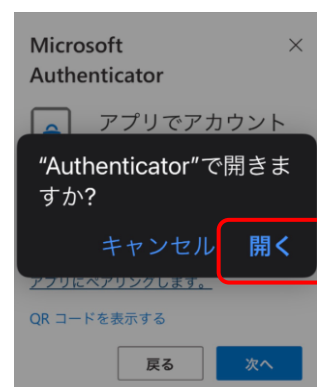 Microsoft
Authenticator
アプリでアカウント
“Authenticator”で開きま
すか?
キャンセル
開く
アプリにペアリングします。
QR コードを表示する
戻る
次へ